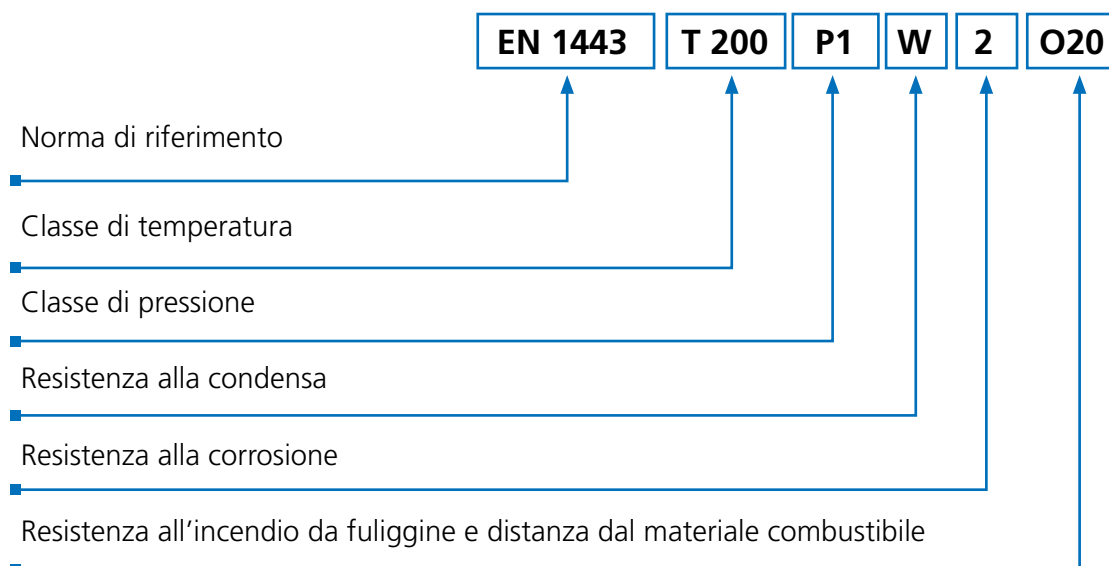 EN 1443 T 200 P1 W 2 O20
Norma di riferimento
Classe di temperatura
Classe di pressione
Resistenza alla condensa
Resistenza alla corrosione
Resistenza all’incendio da fuliggine e distanza dal materiale combustibile